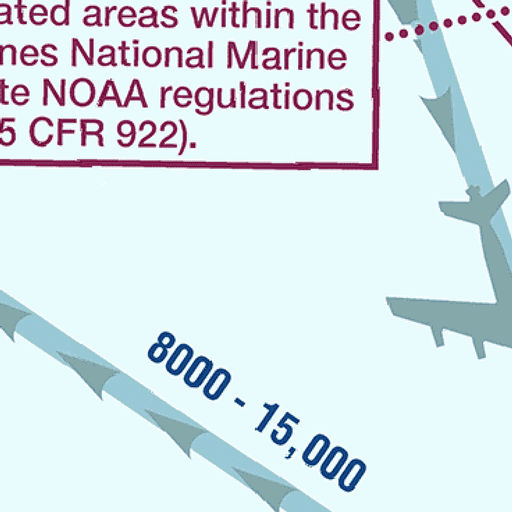 ated areas within the
nes National Marine
te NOAA regulations
5 CFR 922).
8000 - 15,000